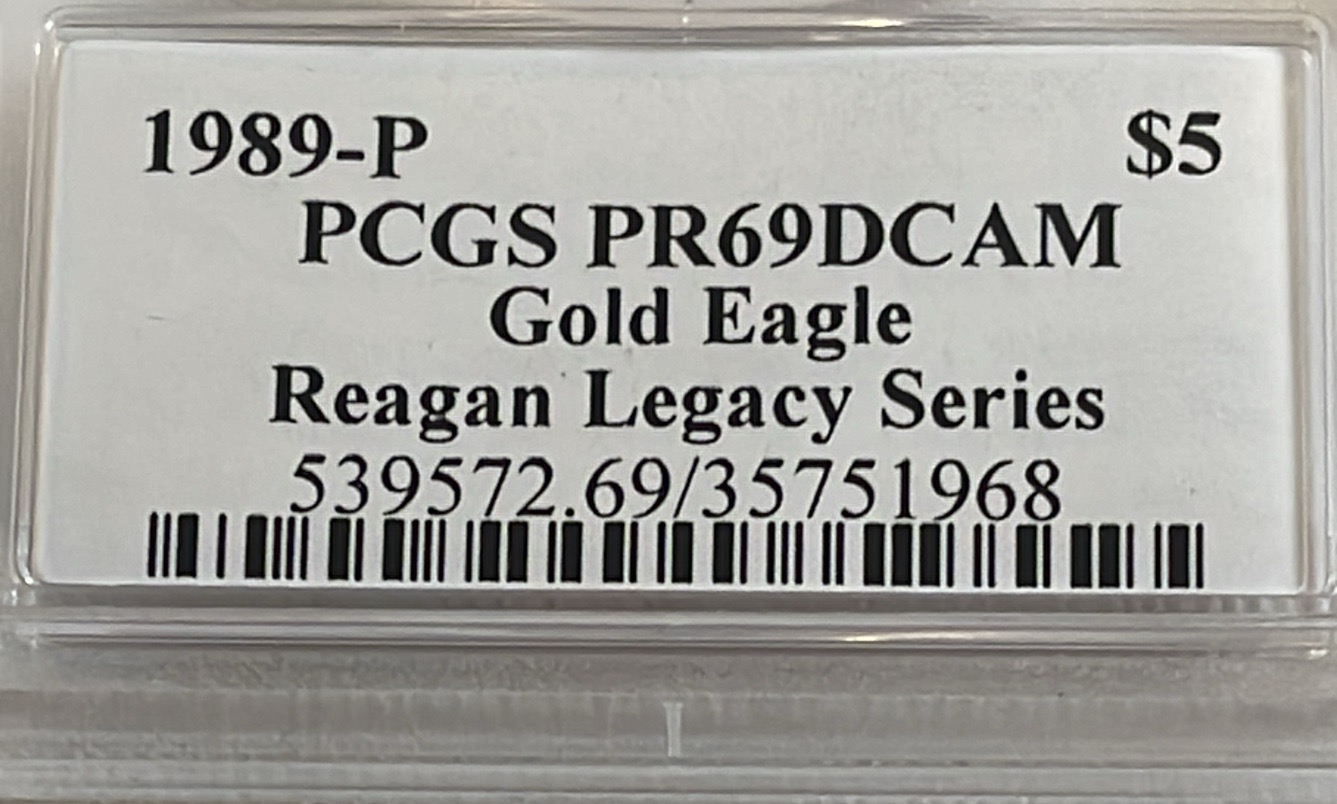 1989-P $5
PCGS PR69DCAM
Gold Eagle
Reagan Legacy Series
539572.69/35751968